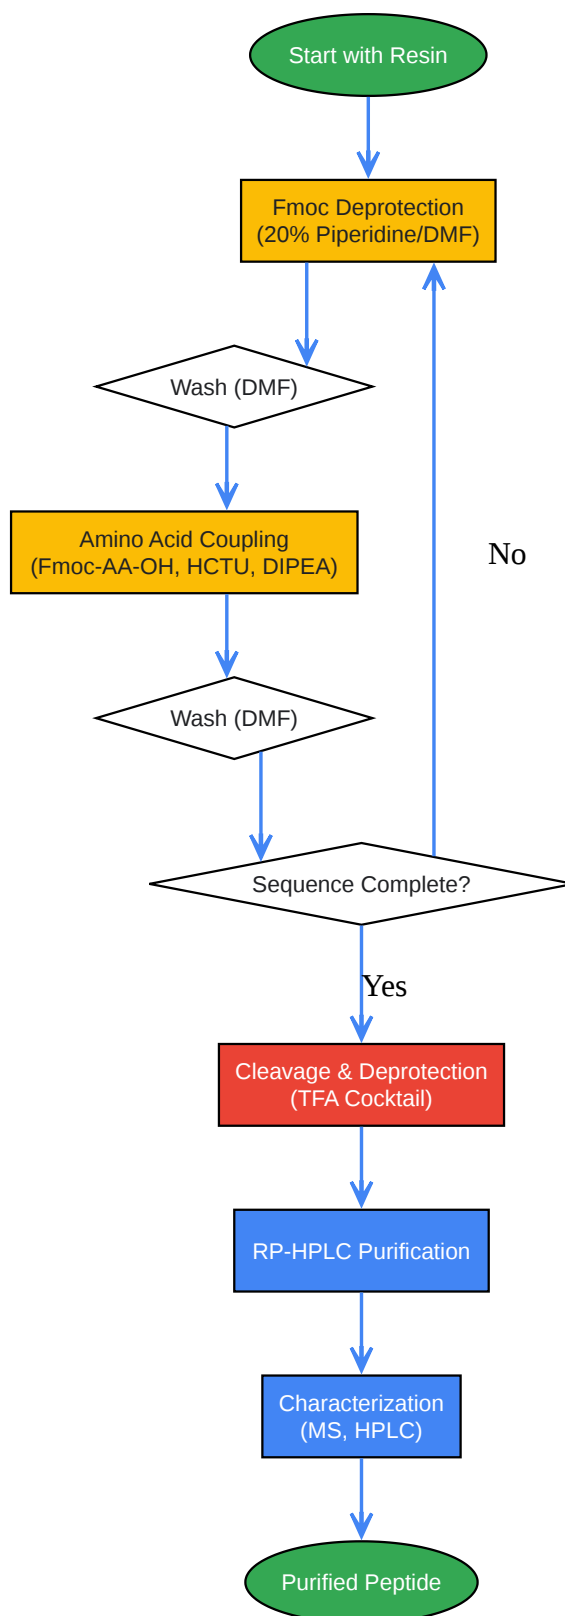 Start with Resin
Fmoc Deprotection
(20% Piperidine/DMF)
Wash (DMF)
Amino Acid Coupling
(Fmoc-AA-OH, HCTU, DIPEA)
No
Wash (DMF)
Sequence Complete?
Yes
Cleavage & Deprotection
(TFA Cocktail)
RP-HPLC Purification
Characterization
(MS, HPLC)
Purified Peptide